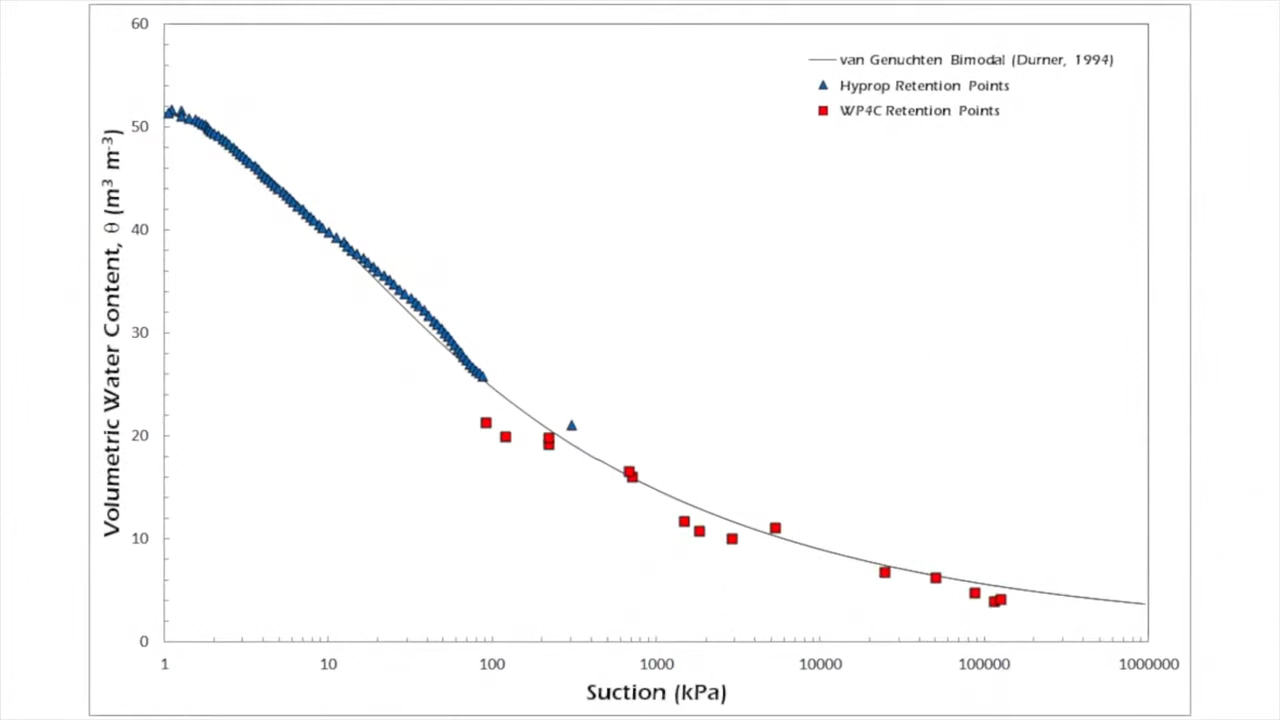 60
50
40
30
20
10
0
Volumetric Water Content, θ (m³ m⁻³)
van Genuchten Bimodal (Durner, 1994)
Hyprop Retention Points
WP4C Retention Points
1 10 100 1000 10000 100000 1000000
Suction (kPa)